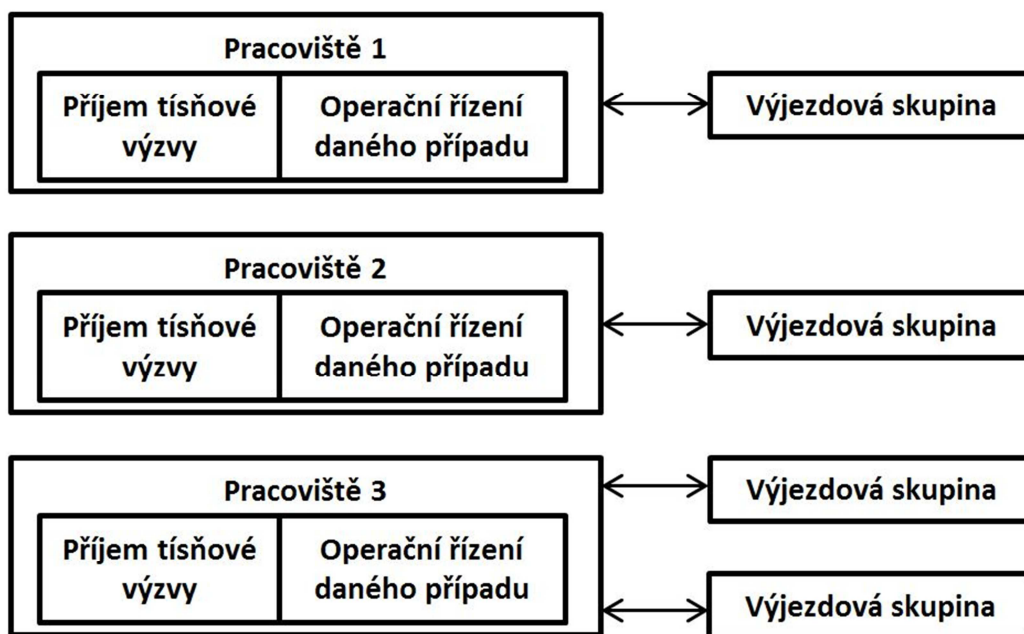 Pracoviště 1
Příjem tísňové
výzvy
Operační řízení
daného případu
Výjezdová skupina
Pracoviště 2
Příjem tísňové
výzvy
Operační řízení
daného případu
Výjezdová skupina
Pracoviště 3
Příjem tísňové
výzvy
Operační řízení
daného případu
Výjezdová skupina
Výjezdová skupina